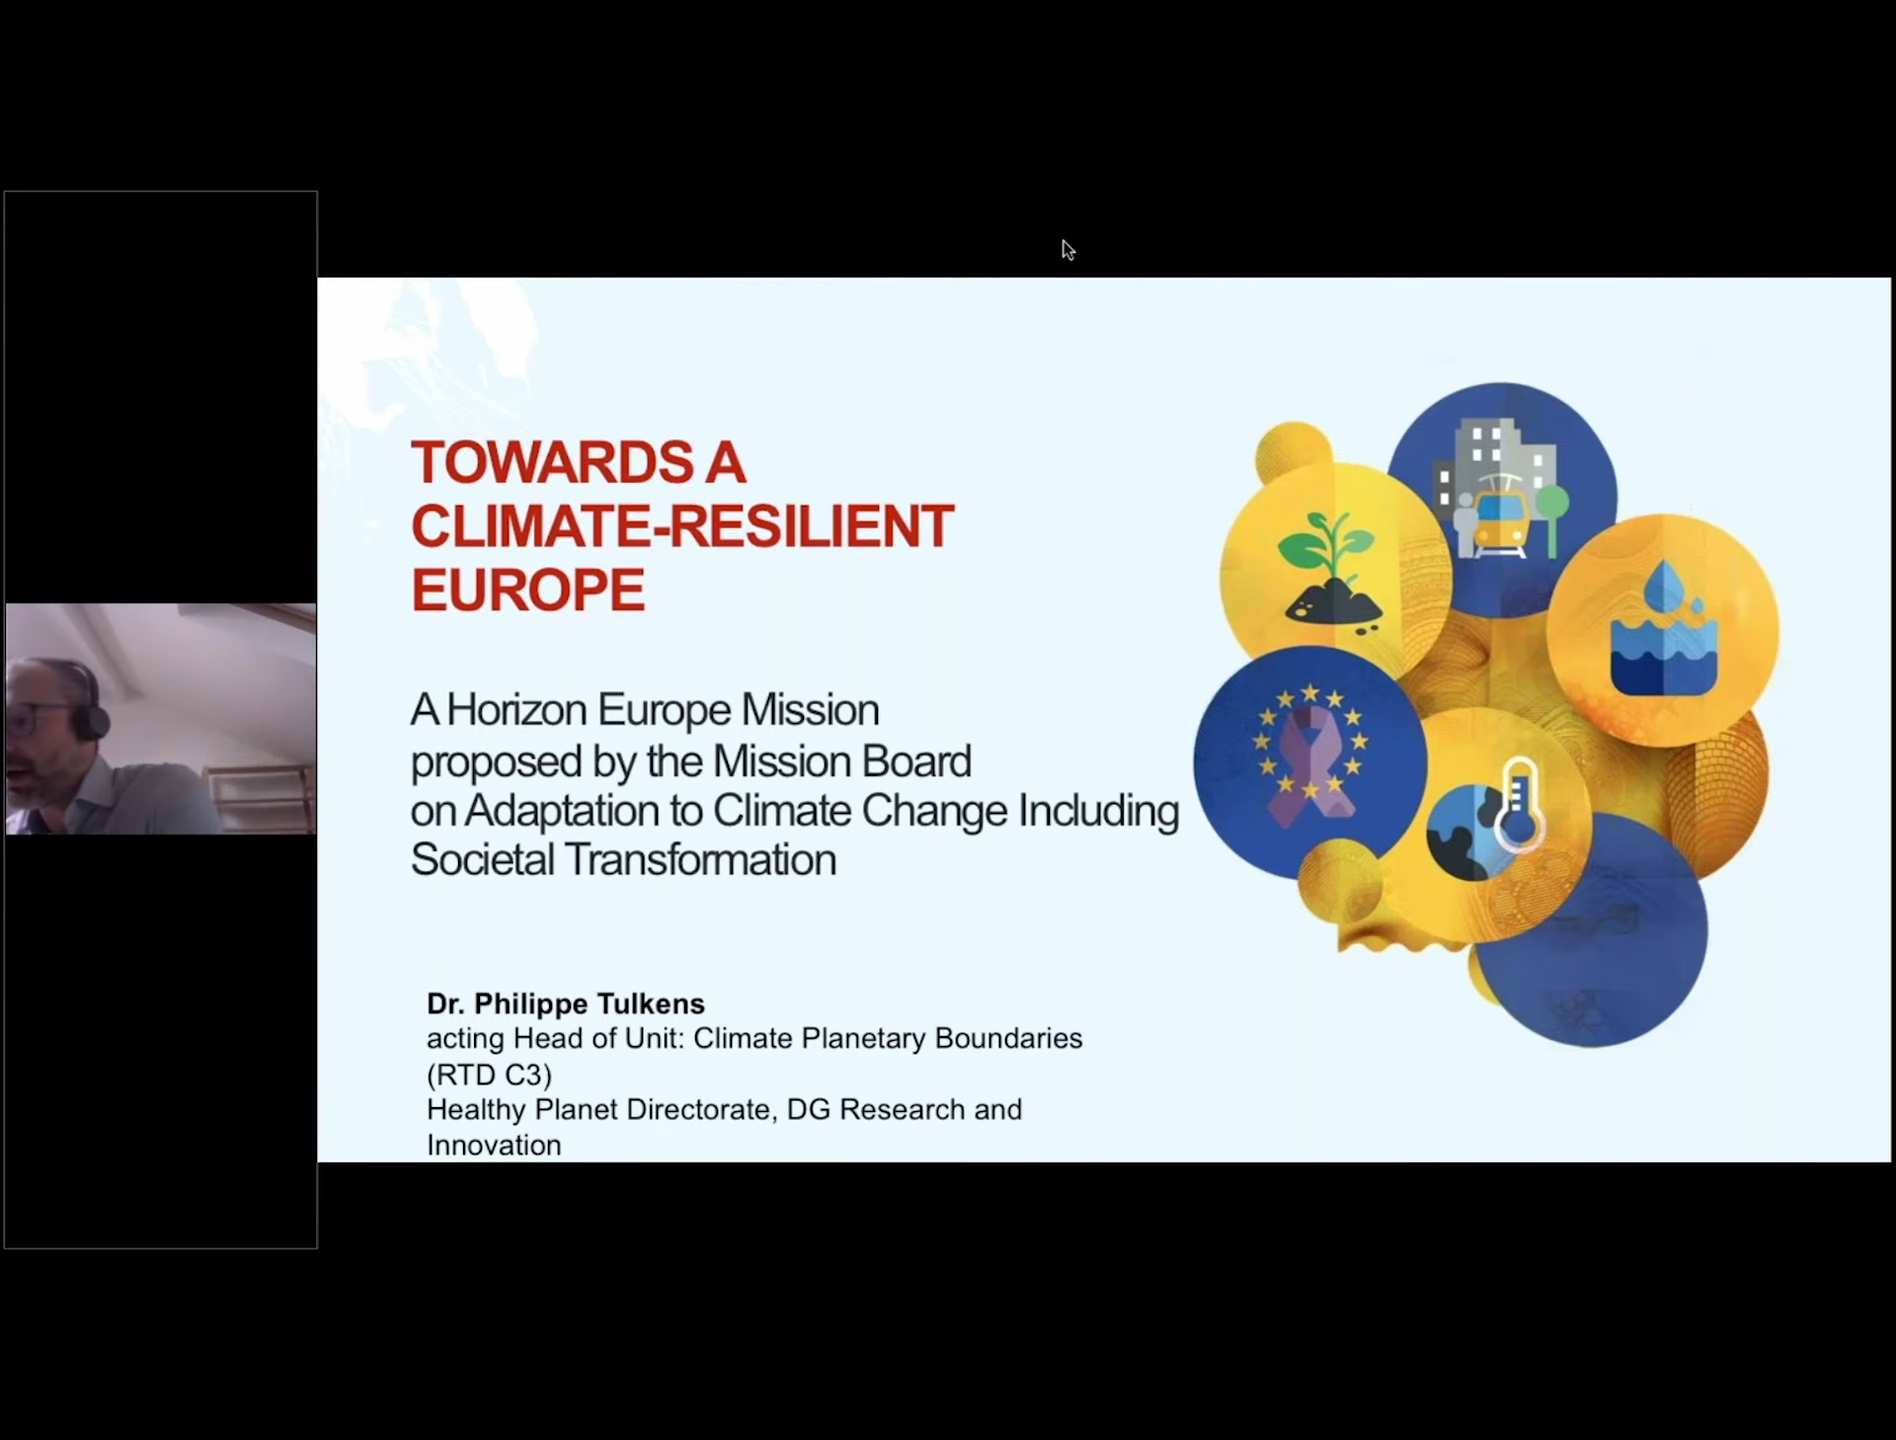 TOWARDS A
CLIMATE-RESILIENT
EUROPE
A Horizon Europe Mission
proposed by the Mission Board
on Adaptation to Climate Change Including
Societal Transformation
Dr. Philippe Tulkens
acting Head of Unit: Climate Planetary Boundaries
(RTD C3)
Healthy Planet Directorate, DG Research and
Innovation